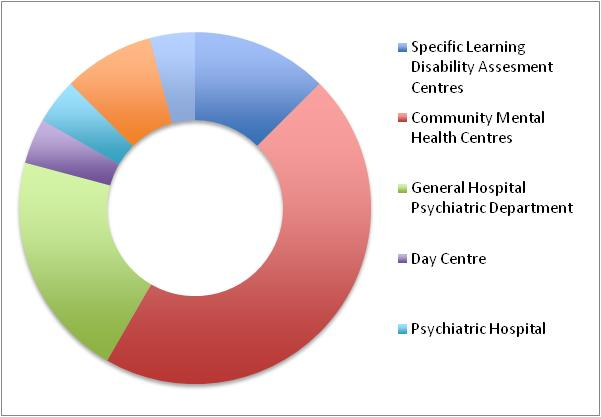 Specific Learning
Disability Assesment
Centres
Community Mental
Health Centres
General Hospital
Psychiatric Department
Day Centre
Psychiatric Hospital